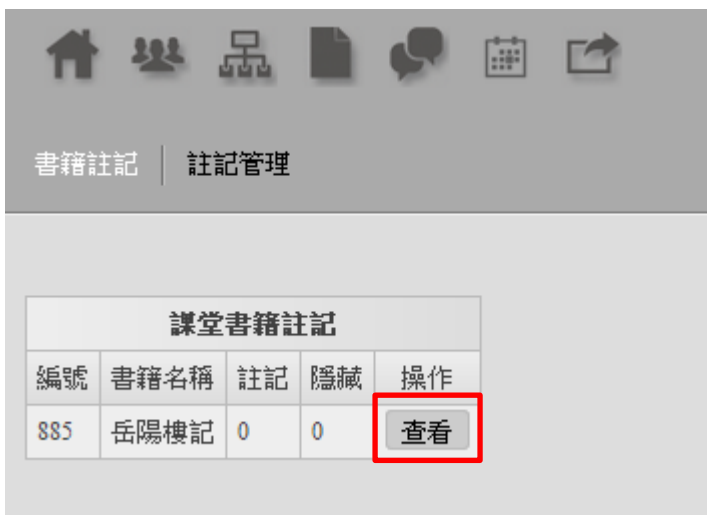 書籍註記 註記管理
課堂書籍註記
編號 書籍名稱 註記 隱藏 操作
885 岳陽樓記 0 0 查看